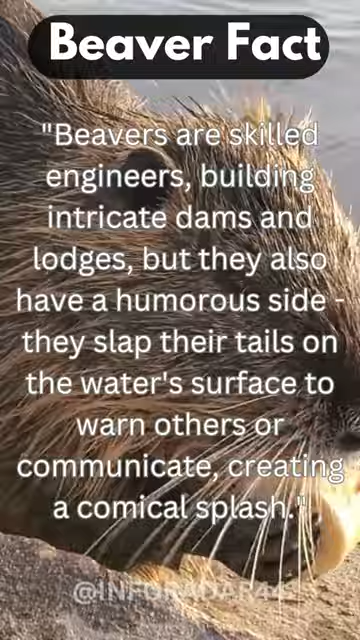 Beaver Fact
"Beavers are skilled
engineers, building
intricate dams and
lodges, but they also
have a humorous side -
they slap their tails on
the water's surface to
warn others or
communicate, creating
a comical splash."
@INFORADAR44